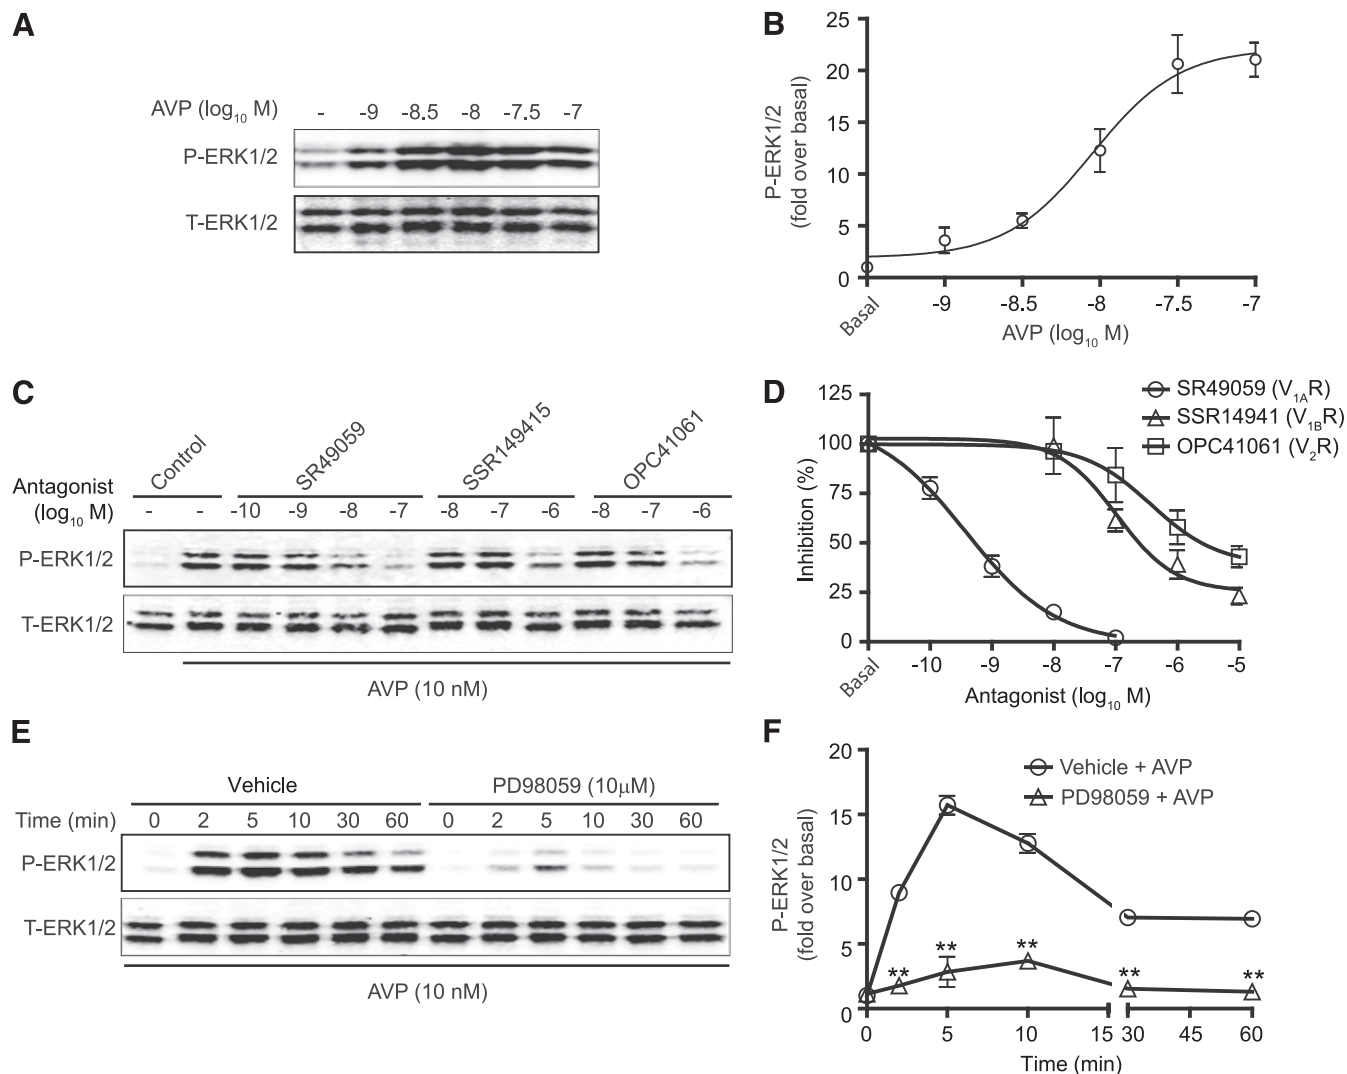 A
AVP (log10 M) - -9 -8.5 -8 -7.5 -7
P-ERK1/2
T-ERK1/2
B
P-ERK1/2
(fold over basal)
25
20
15
10
5
0
Basal -9 -8.5 -8 -7.5 -7
AVP (log10 M)
C
Control SR49059 SSR149415 OPC41061
Antagonist
(log10 M) - - -10 -9 -8 -7 -8 -7 -6 -8 -7 -6
P-ERK1/2
T-ERK1/2
AVP (10 nM)
D
SR49059 (V1AR)
SSR14941 (V1BR)
OPC41061 (V2R)
Inhibition (%)
125
100
75
50
25
0
Basal -10 -9 -8 -7 -6 -5
Antagonist (log10 M)
E
Vehicle PD98059 (10μM)
Time (min) 0 2 5 10 30 60 0 2 5 10 30 60
P-ERK1/2
T-ERK1/2
AVP (10 nM)
F
Vehicle + AVP
PD98059 + AVP
P-ERK1/2
(fold over basal)
20
15
10
5
0
** ** ** ** **
0 5 10 15 30 45 60
Time (min)